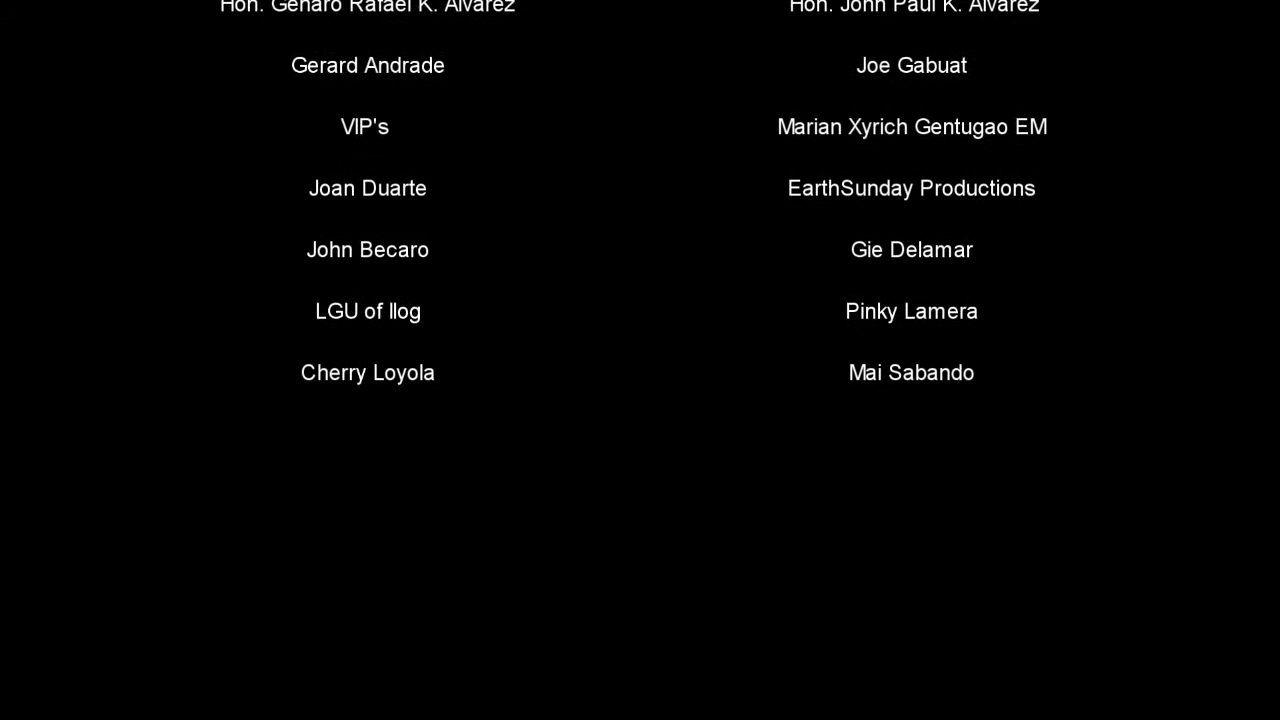 Hon. Genaro Rafael K. Alvarez
Hon. John Paul K. Alvarez
Gerard Andrade
Joe Gabuat
VIP's
Marian Xyrich Gentugao EM
Joan Duarte
EarthSunday Productions
John Becaro
Gie Delamar
LGU of Ilog
Pinky Lamera
Cherry Loyola
Mai Sabando